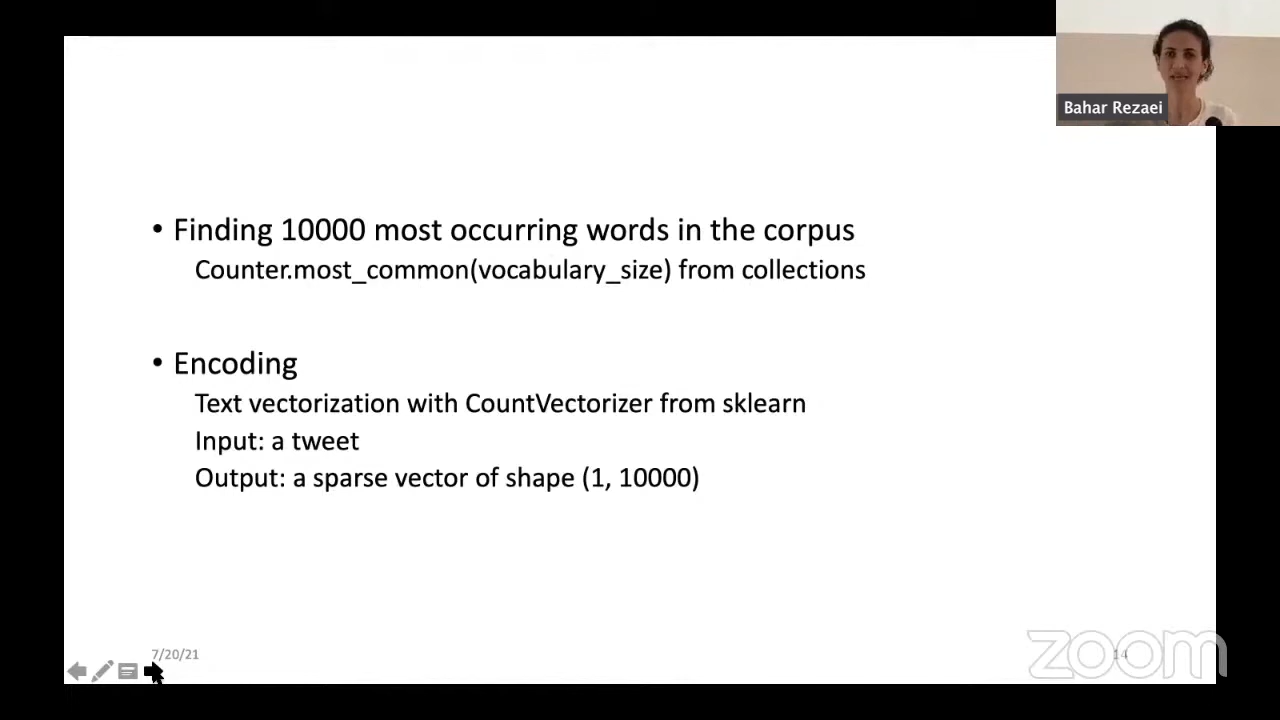 Bahar Rezaei
• Finding 10000 most occurring words in the corpus
Counter.most_common(vocabulary_size) from collections
• Encoding
Text vectorization with CountVectorizer from sklearn
Input: a tweet
Output: a sparse vector of shape (1, 10000)
7/20/21
14
zoom